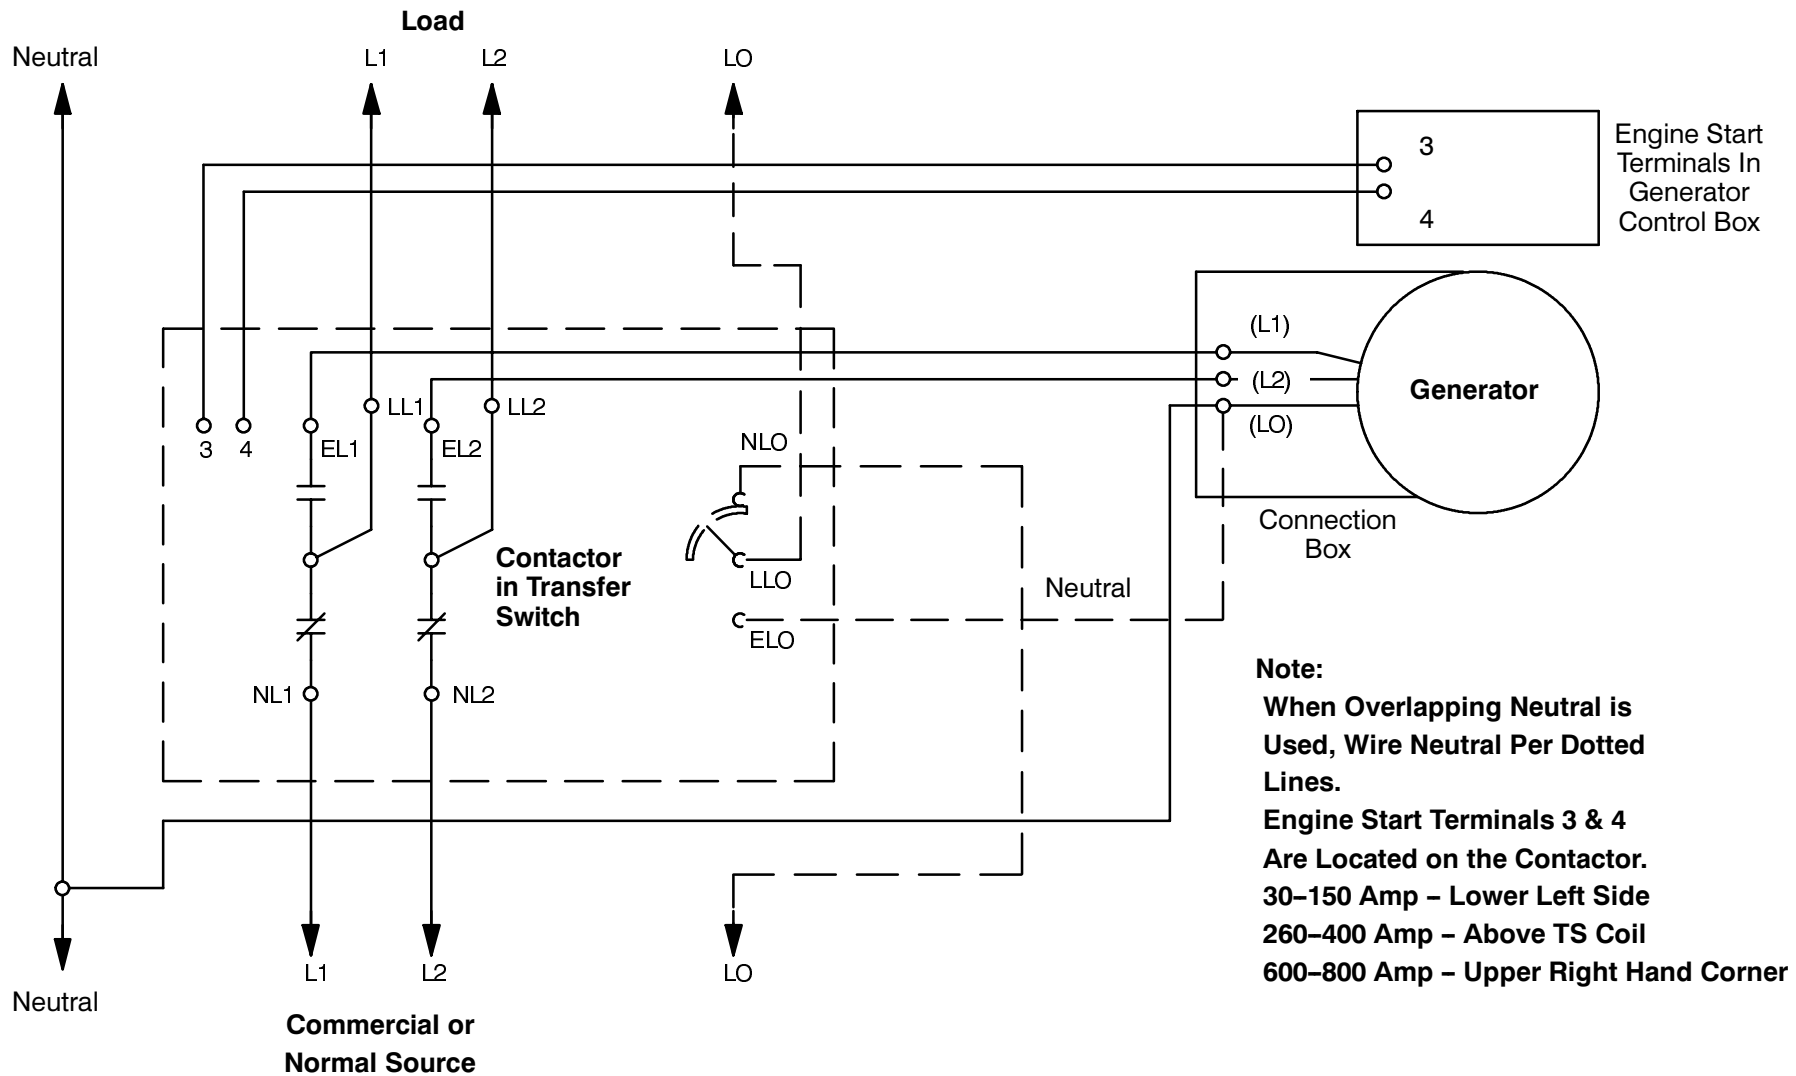 Load
Neutral
L1
L2
LO
3
4
Engine Start
Terminals In
Generator
Control Box
(L1)
(L2)
(LO)
Generator
Connection
Box
LL1
LL2
3
4
EL1
EL2
NLO
LLO
ELO
Contactor
in Transfer
Switch
Neutral
NL1
NL2
Note:
When Overlapping Neutral is
Used, Wire Neutral Per Dotted
Lines.
Engine Start Terminals 3 & 4
Are Located on the Contactor.
30–150 Amp – Lower Left Side
260–400 Amp – Above TS Coil
600–800 Amp – Upper Right Hand Corner
L1
L2
LO
Neutral
Commercial or
Normal Source